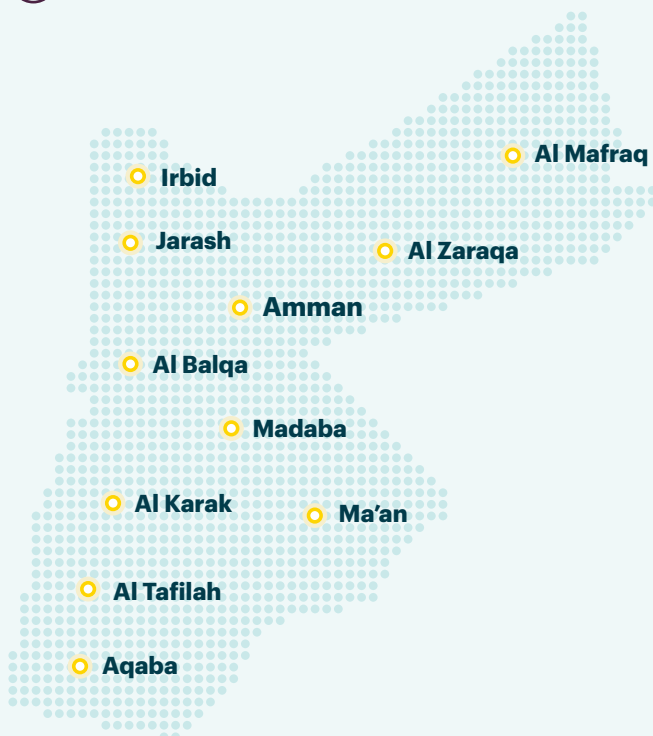 Al Mafraq
Irbid
Jarash
Al Zaraqa
Amman
Al Balqa
Madaba
Al Karak
Ma’an
Al Tafilah
Aqaba